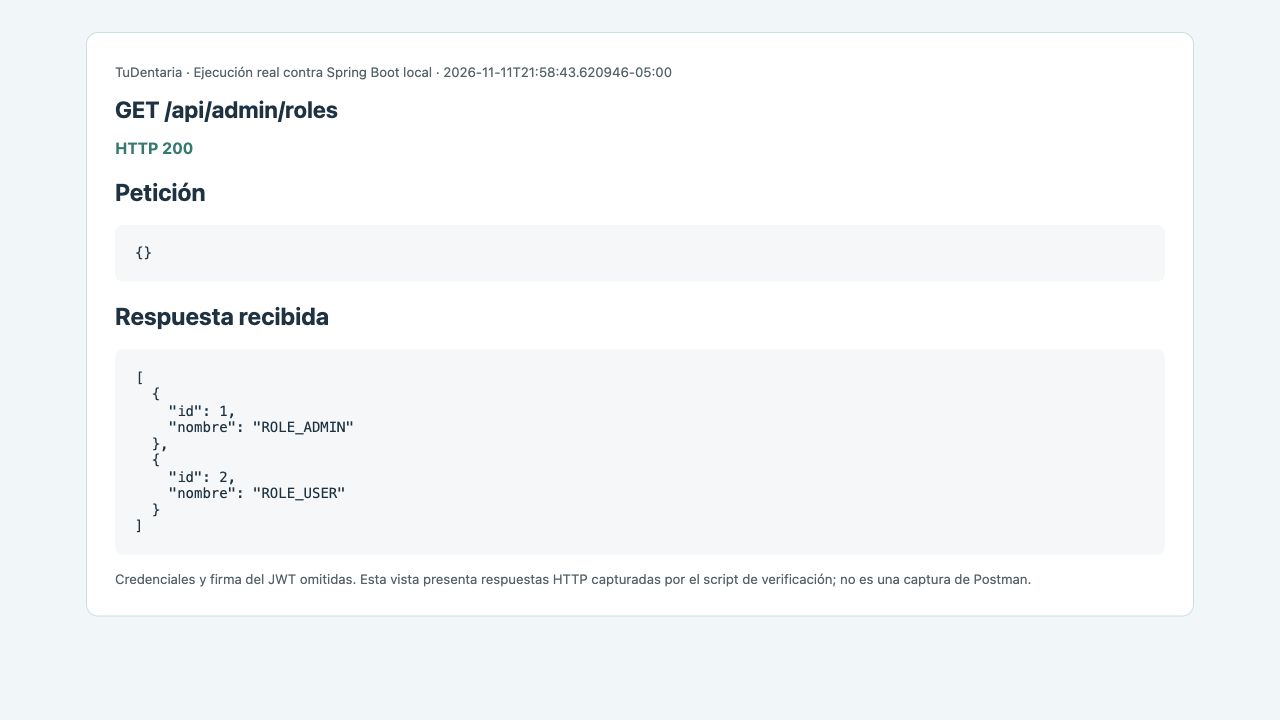 TuDentaria · Ejecución real contra Spring Boot local · 2026-11-11T21:58:43.620946-05:00
GET /api/admin/roles
HTTP 200
Petición
{}
Respuesta recibida
[
  {
    "id": 1,
    "nombre": "ROLE_ADMIN"
  },
  {
    "id": 2,
    "nombre": "ROLE_USER"
  }
]
Credenciales y firma del JWT omitidas. Esta vista presenta respuestas HTTP capturadas por el script de verificación; no es una captura de Postman.